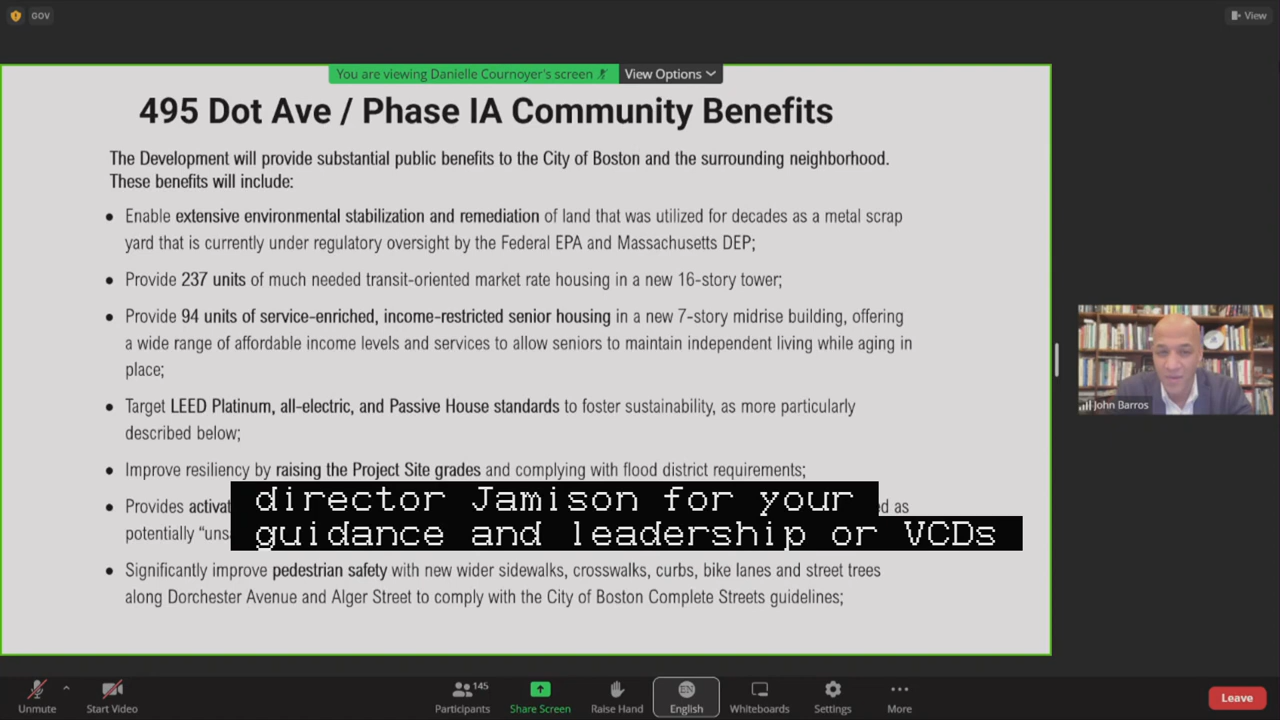 GOV
View
You are viewing Danielle Cournoyer's screen
View Options
495 Dot Ave / Phase IA Community Benefits
The Development will provide substantial public benefits to the City of Boston and the surrounding neighborhood.
These benefits will include:
• Enable extensive environmental stabilization and remediation of land that was utilized for decades as a metal scrap
yard that is currently under regulatory oversight by the Federal EPA and Massachusetts DEP;
• Provide 237 units of much needed transit-oriented market rate housing in a new 16-story tower;
• Provide 94 units of service-enriched, income-restricted senior housing in a new 7-story midrise building, offering
a wide range of affordable income levels and services to allow seniors to maintain independent living while aging in
place;
• Target LEED Platinum, all-electric, and Passive House standards to foster sustainability, as more particularly
described below;
• Improve resiliency by raising the Project Site grades and complying with flood district requirements;
• Provides as
potentially
director Jamison for your
guidance and leadership or VCDs
• Significantly improve pedestrian safety with new wider sidewalks, crosswalks, curbs, bike lanes and street trees
along Dorchester Avenue and Alger Street to comply with the City of Boston Complete Streets guidelines;
John Barros
Unmute
Start Video
Participants
145
Share Screen
Raise Hand
EN
English
Whiteboards
Settings
More
Leave